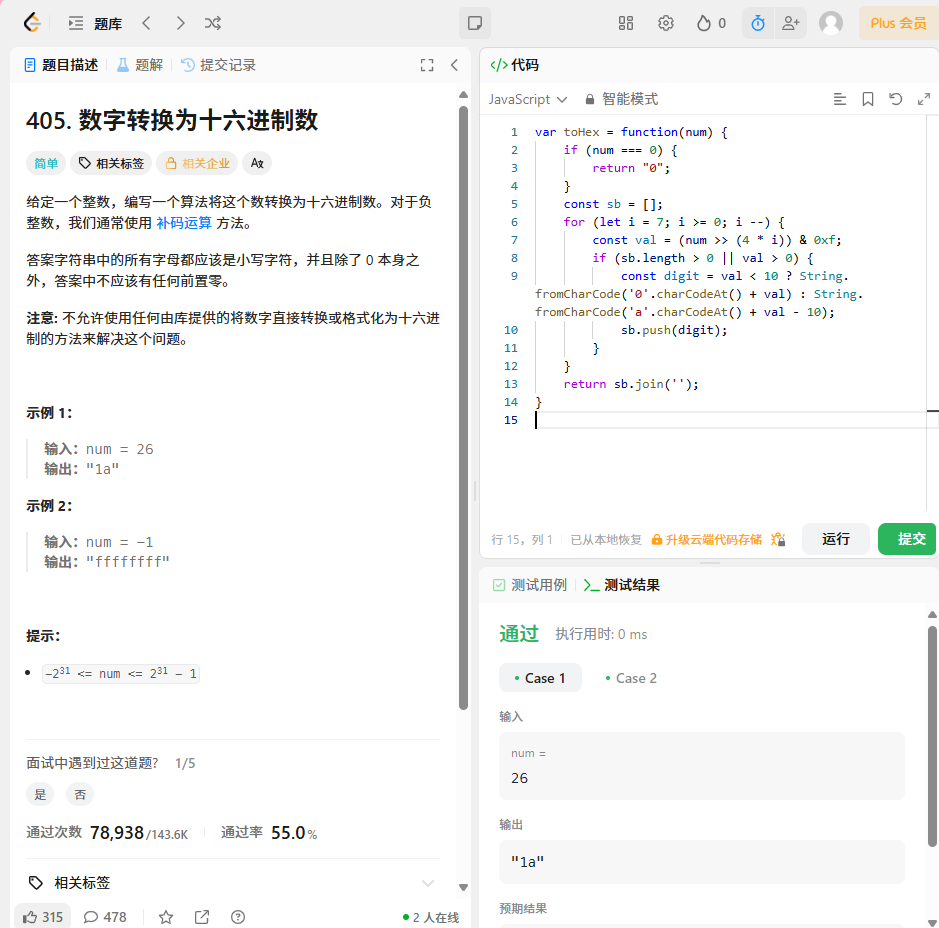 题库
0
Plus 会员
题目描述
题解
提交记录
405. 数字转换为十六进制数
简单
相关标签
相关企业
给定一个整数，编写一个算法将这个数转换为十六进制数。对于负
整数，我们通常使用 补码运算 方法。
答案字符串中的所有字母都应该是小写字符，并且除了 0 本身之
外，答案中不应该有任何前置零。
注意: 不允许使用任何由库提供的将数字直接转换或格式化为十六进
制的方法来解决这个问题。
示例 1：
输入：num = 26
输出："1a"
示例 2：
输入：num = -1
输出："ffffffff"
提示：
-2³¹ <= num <= 2³¹ - 1
面试中遇到过这道题? 1/5
是
否
通过次数 78,938/143.6K
通过率 55.0%
相关标签
315
478
2 人在线
</> 代码
JavaScript
智能模式
1 var toHex = function(num) {
2     if (num === 0) {
3         return "0";
4     }
5     const sb = [];
6     for (let i = 7; i >= 0; i --) {
7         const val = (num >> (4 * i)) & 0xf;
8         if (sb.length > 0 || val > 0) {
9             const digit = val < 10 ? String.
fromCharCode('0'.charCodeAt() + val) : String.
fromCharCode('a'.charCodeAt() + val - 10);
10             sb.push(digit);
11         }
12     }
13     return sb.join('');
14 }
15
行 15，列 1
已从本地恢复
升级云端代码存储
运行
提交
测试用例
>_ 测试结果
通过
执行用时: 0 ms
Case 1
Case 2
输入
num =
26
输出
"1a"
预期结果